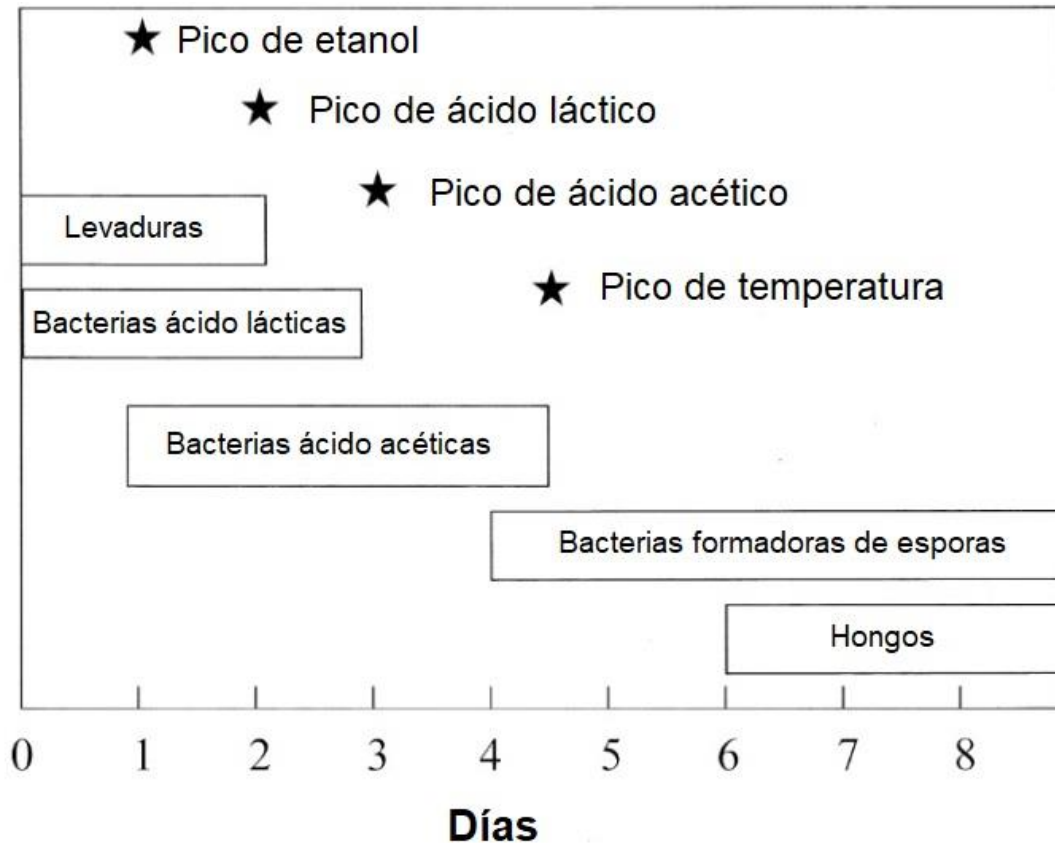 Pico de etanol
Pico de ácido láctico
Pico de ácido acético
Levaduras
Pico de temperatura
Bacterias ácido lácticas
Bacterias ácido acéticas
Bacterias formadoras de esporas
Hongos
0 1 2 3 4 5 6 7 8
Días